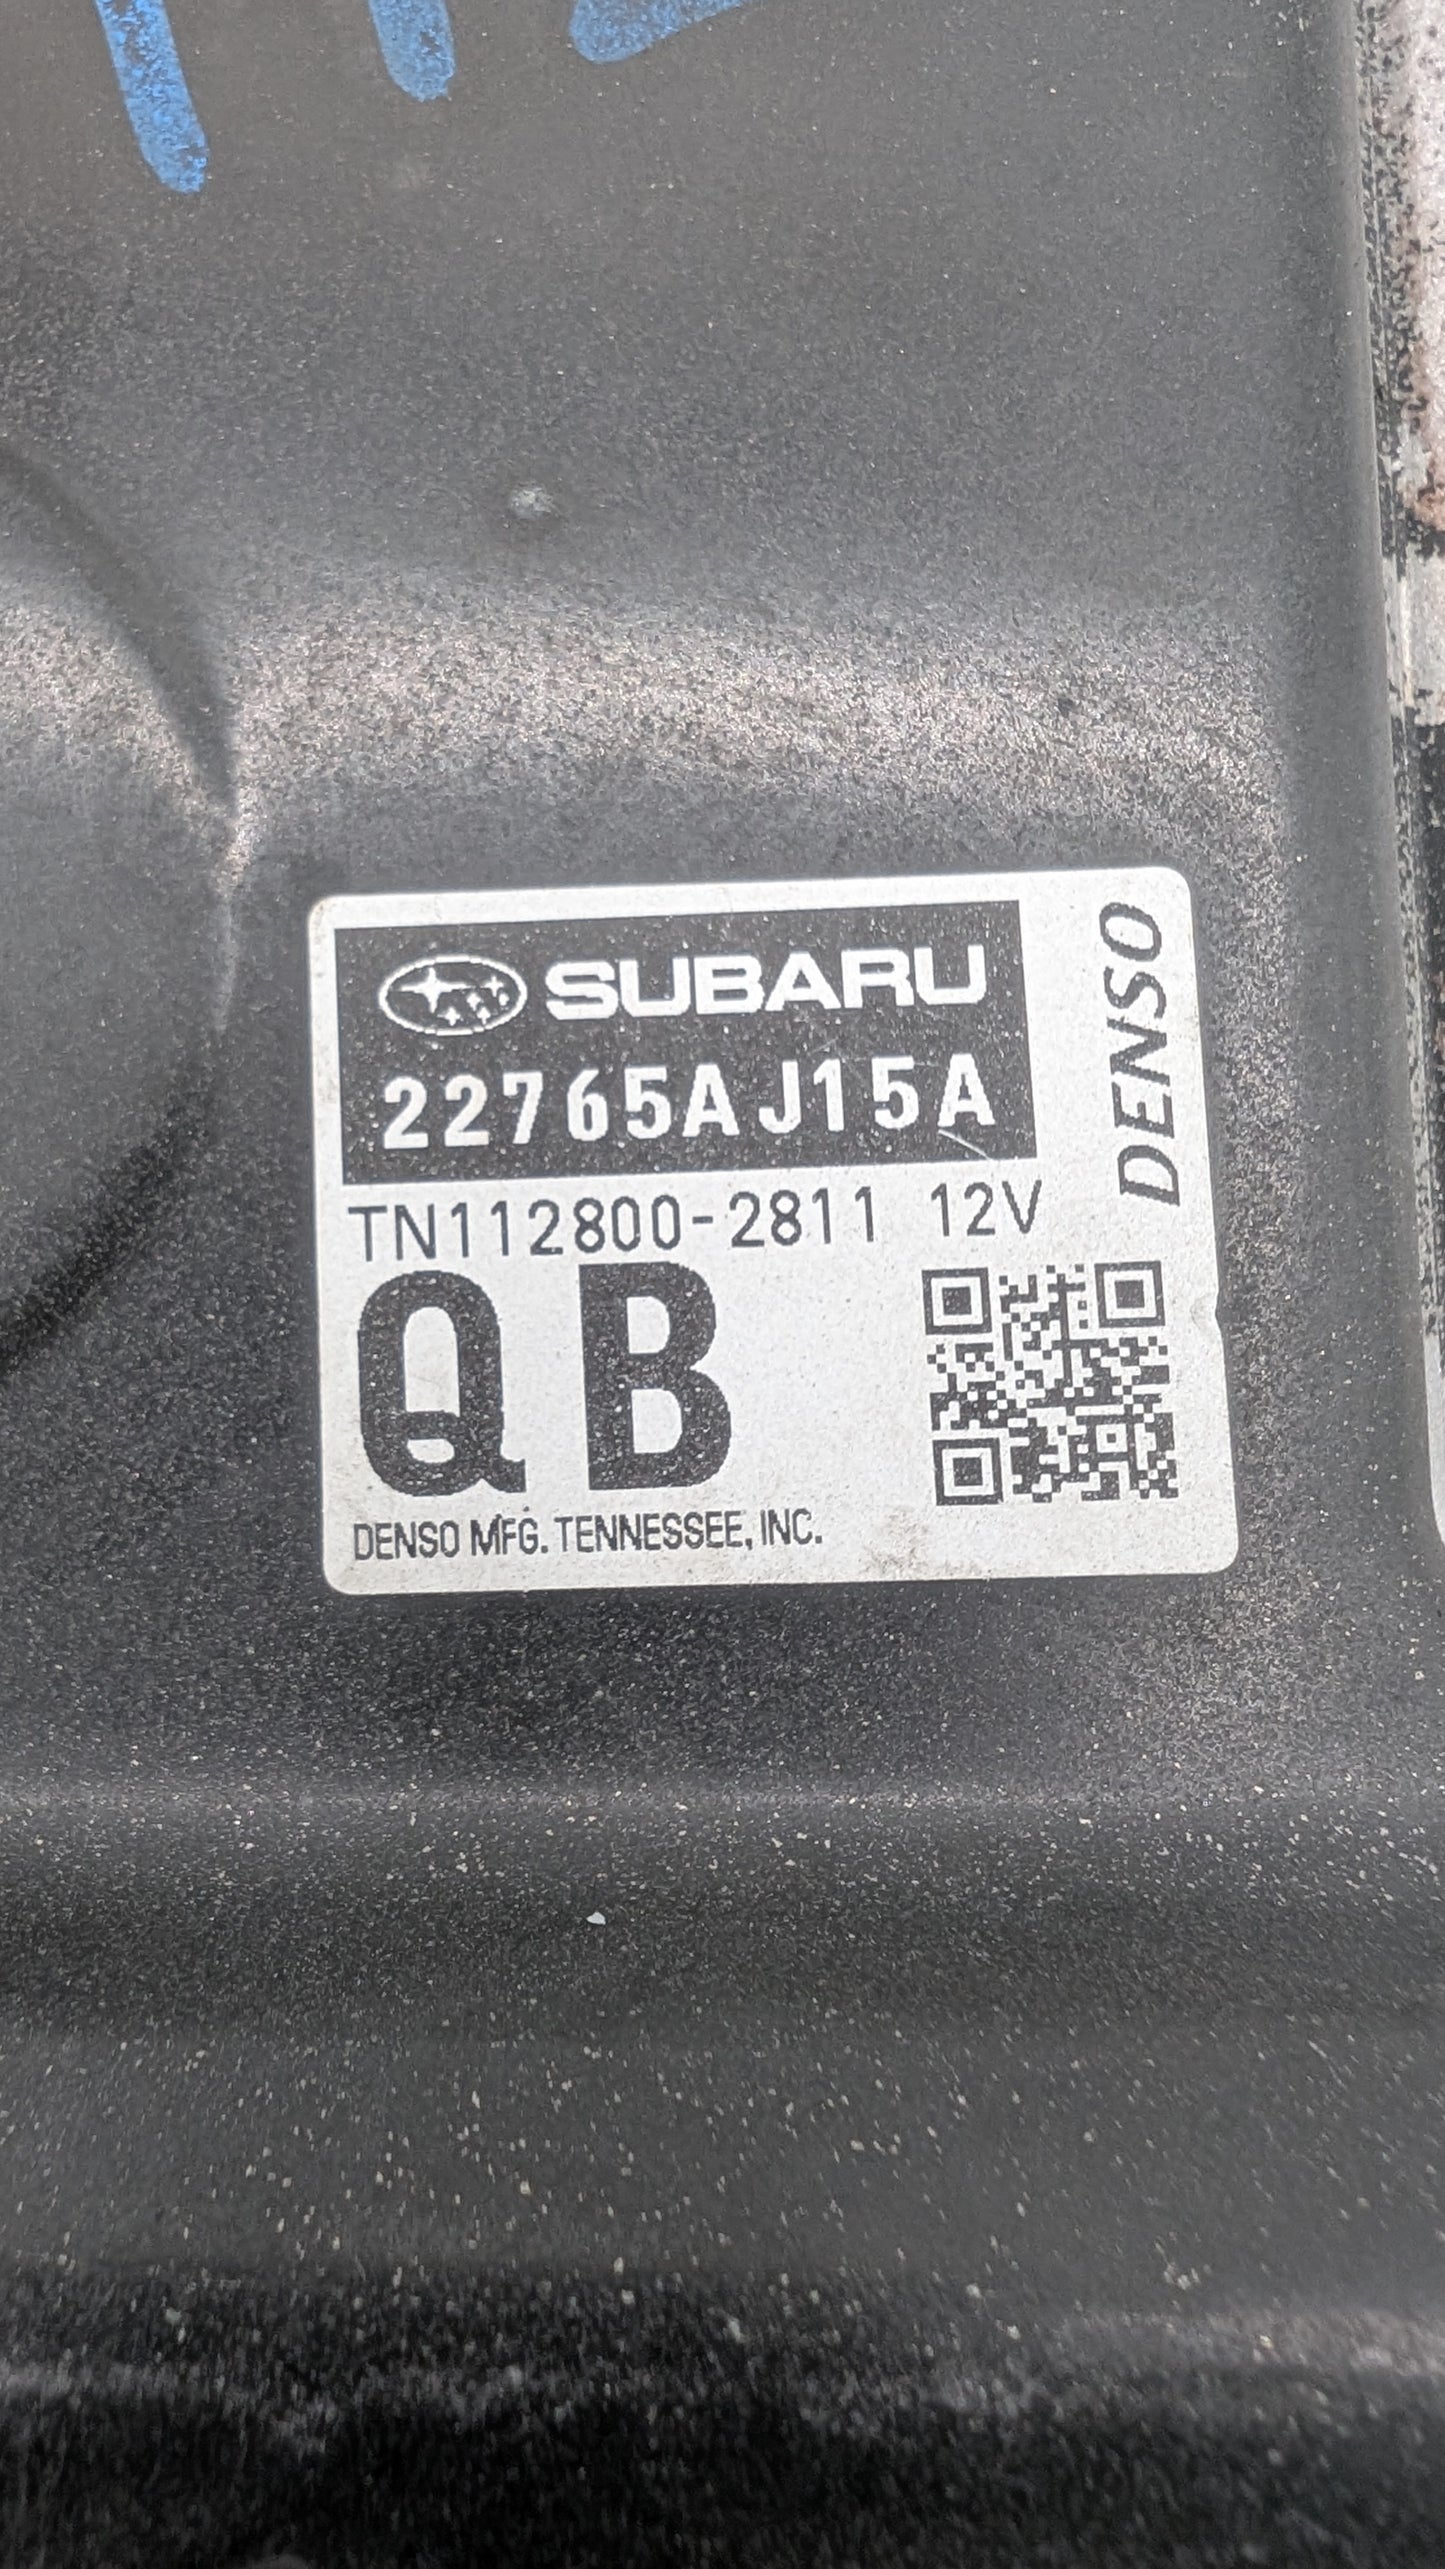 SUBARU
22765AJ15A
DENSO
TN112800-2811 12V
QB
DENSO MFG. TENNESSEE, INC.